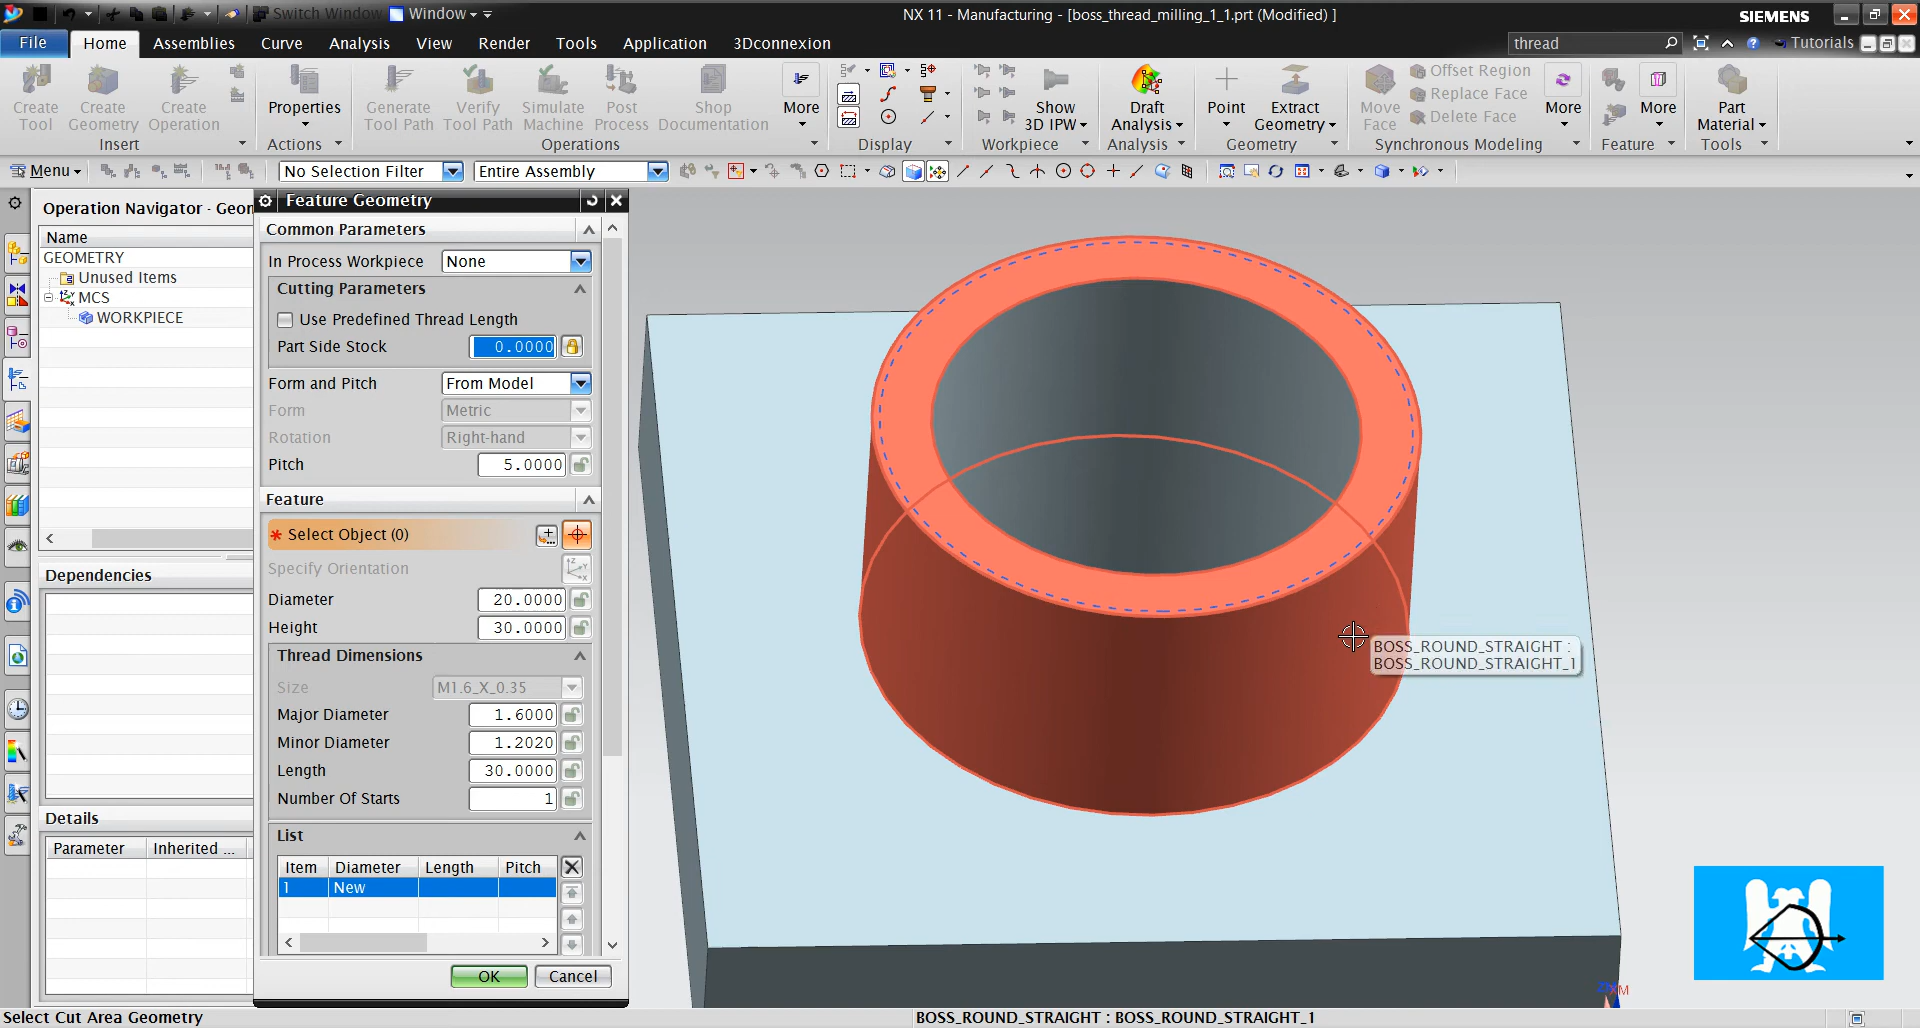 Switch Window Window
NX 11 - Manufacturing - [boss_thread_milling_1_1.prt (Modified) ]
SIEMENS
File Home Assemblies Curve Analysis View Render Tools Application 3Dconnexion
thread
Tutorials
Create Tool
Create Geometry
Create Operation
Insert
Properties
Actions
Generate Tool Path
Verify Tool Path
Simulate Machine
Post Process
Shop Documentation
More
Operations
Display
Show 3D IPW
Workpiece
Draft Analysis
Analysis
Point
Extract Geometry
Geometry
Move Face
Offset Region
Replace Face
Delete Face
More
Synchronous Modeling
More
Feature
Part Material
Tools
Menu
No Selection Filter
Entire Assembly
Operation Navigator - Geon
Name
GEOMETRY
Unused Items
MCS
WORKPIECE
Dependencies
Details
Parameter Inherited ...
Feature Geometry
Common Parameters
In Process Workpiece None
Cutting Parameters
Use Predefined Thread Length
Part Side Stock 0.0000
Form and Pitch From Model
Form Metric
Rotation Right-hand
Pitch 5.0000
Feature
* Select Object (0)
Specify Orientation
Diameter 20.0000
Height 30.0000
Thread Dimensions
Size M1.6_X_0.35
Major Diameter 1.6000
Minor Diameter 1.2020
Length 30.0000
Number Of Starts 1
List
Item Diameter Length Pitch
1 New
OK Cancel
BOSS_ROUND_STRAIGHT :
BOSS_ROUND_STRAIGHT_1
Select Cut Area Geometry
BOSS_ROUND_STRAIGHT : BOSS_ROUND_STRAIGHT_1